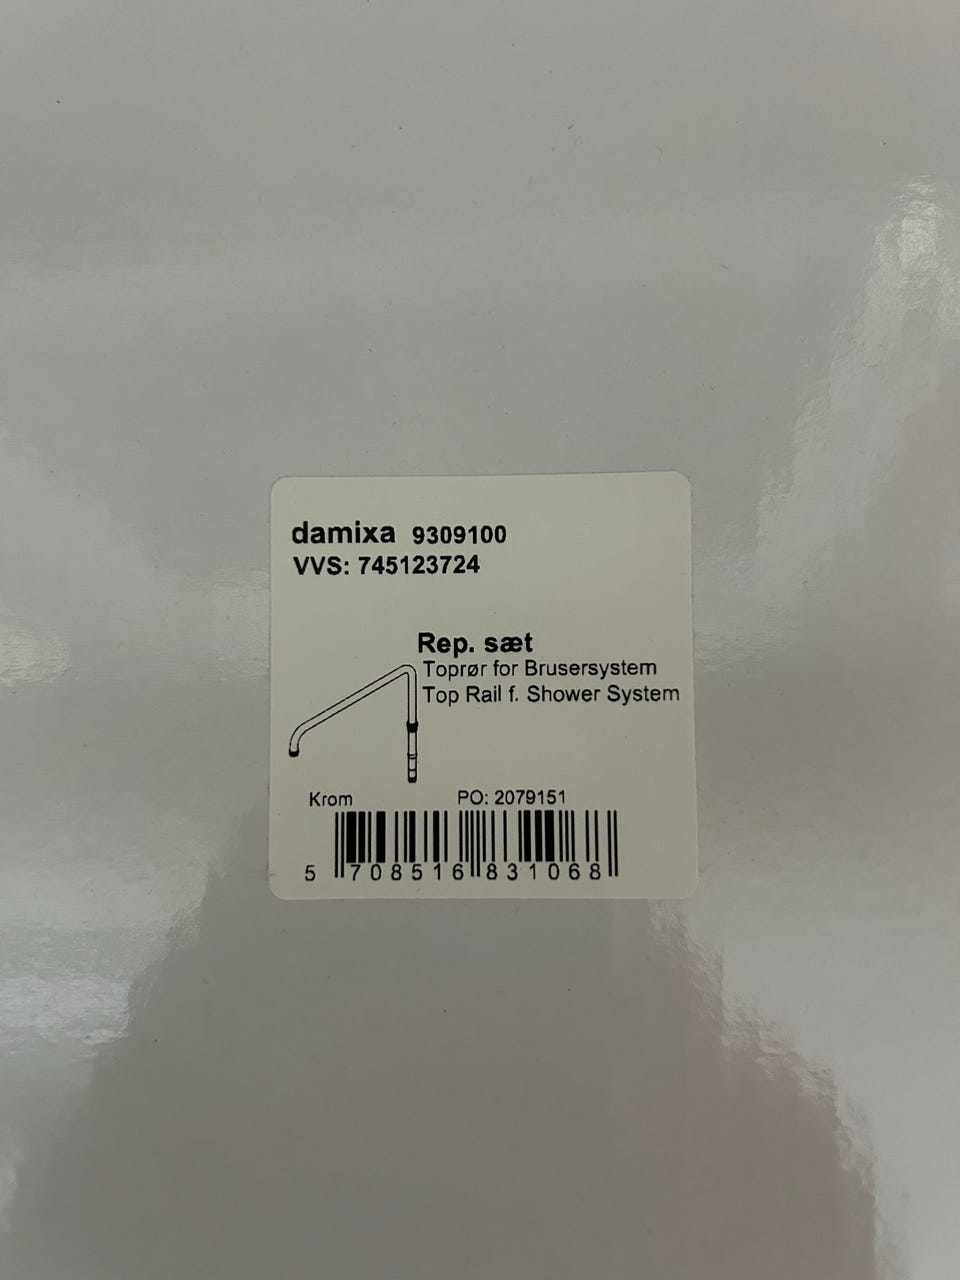 damixa 9309100
VVS: 745123724
Rep. sæt
Toprør for Brusersystem
Top Rail f. Shower System
Krom PO: 2079151
5 708516 831068